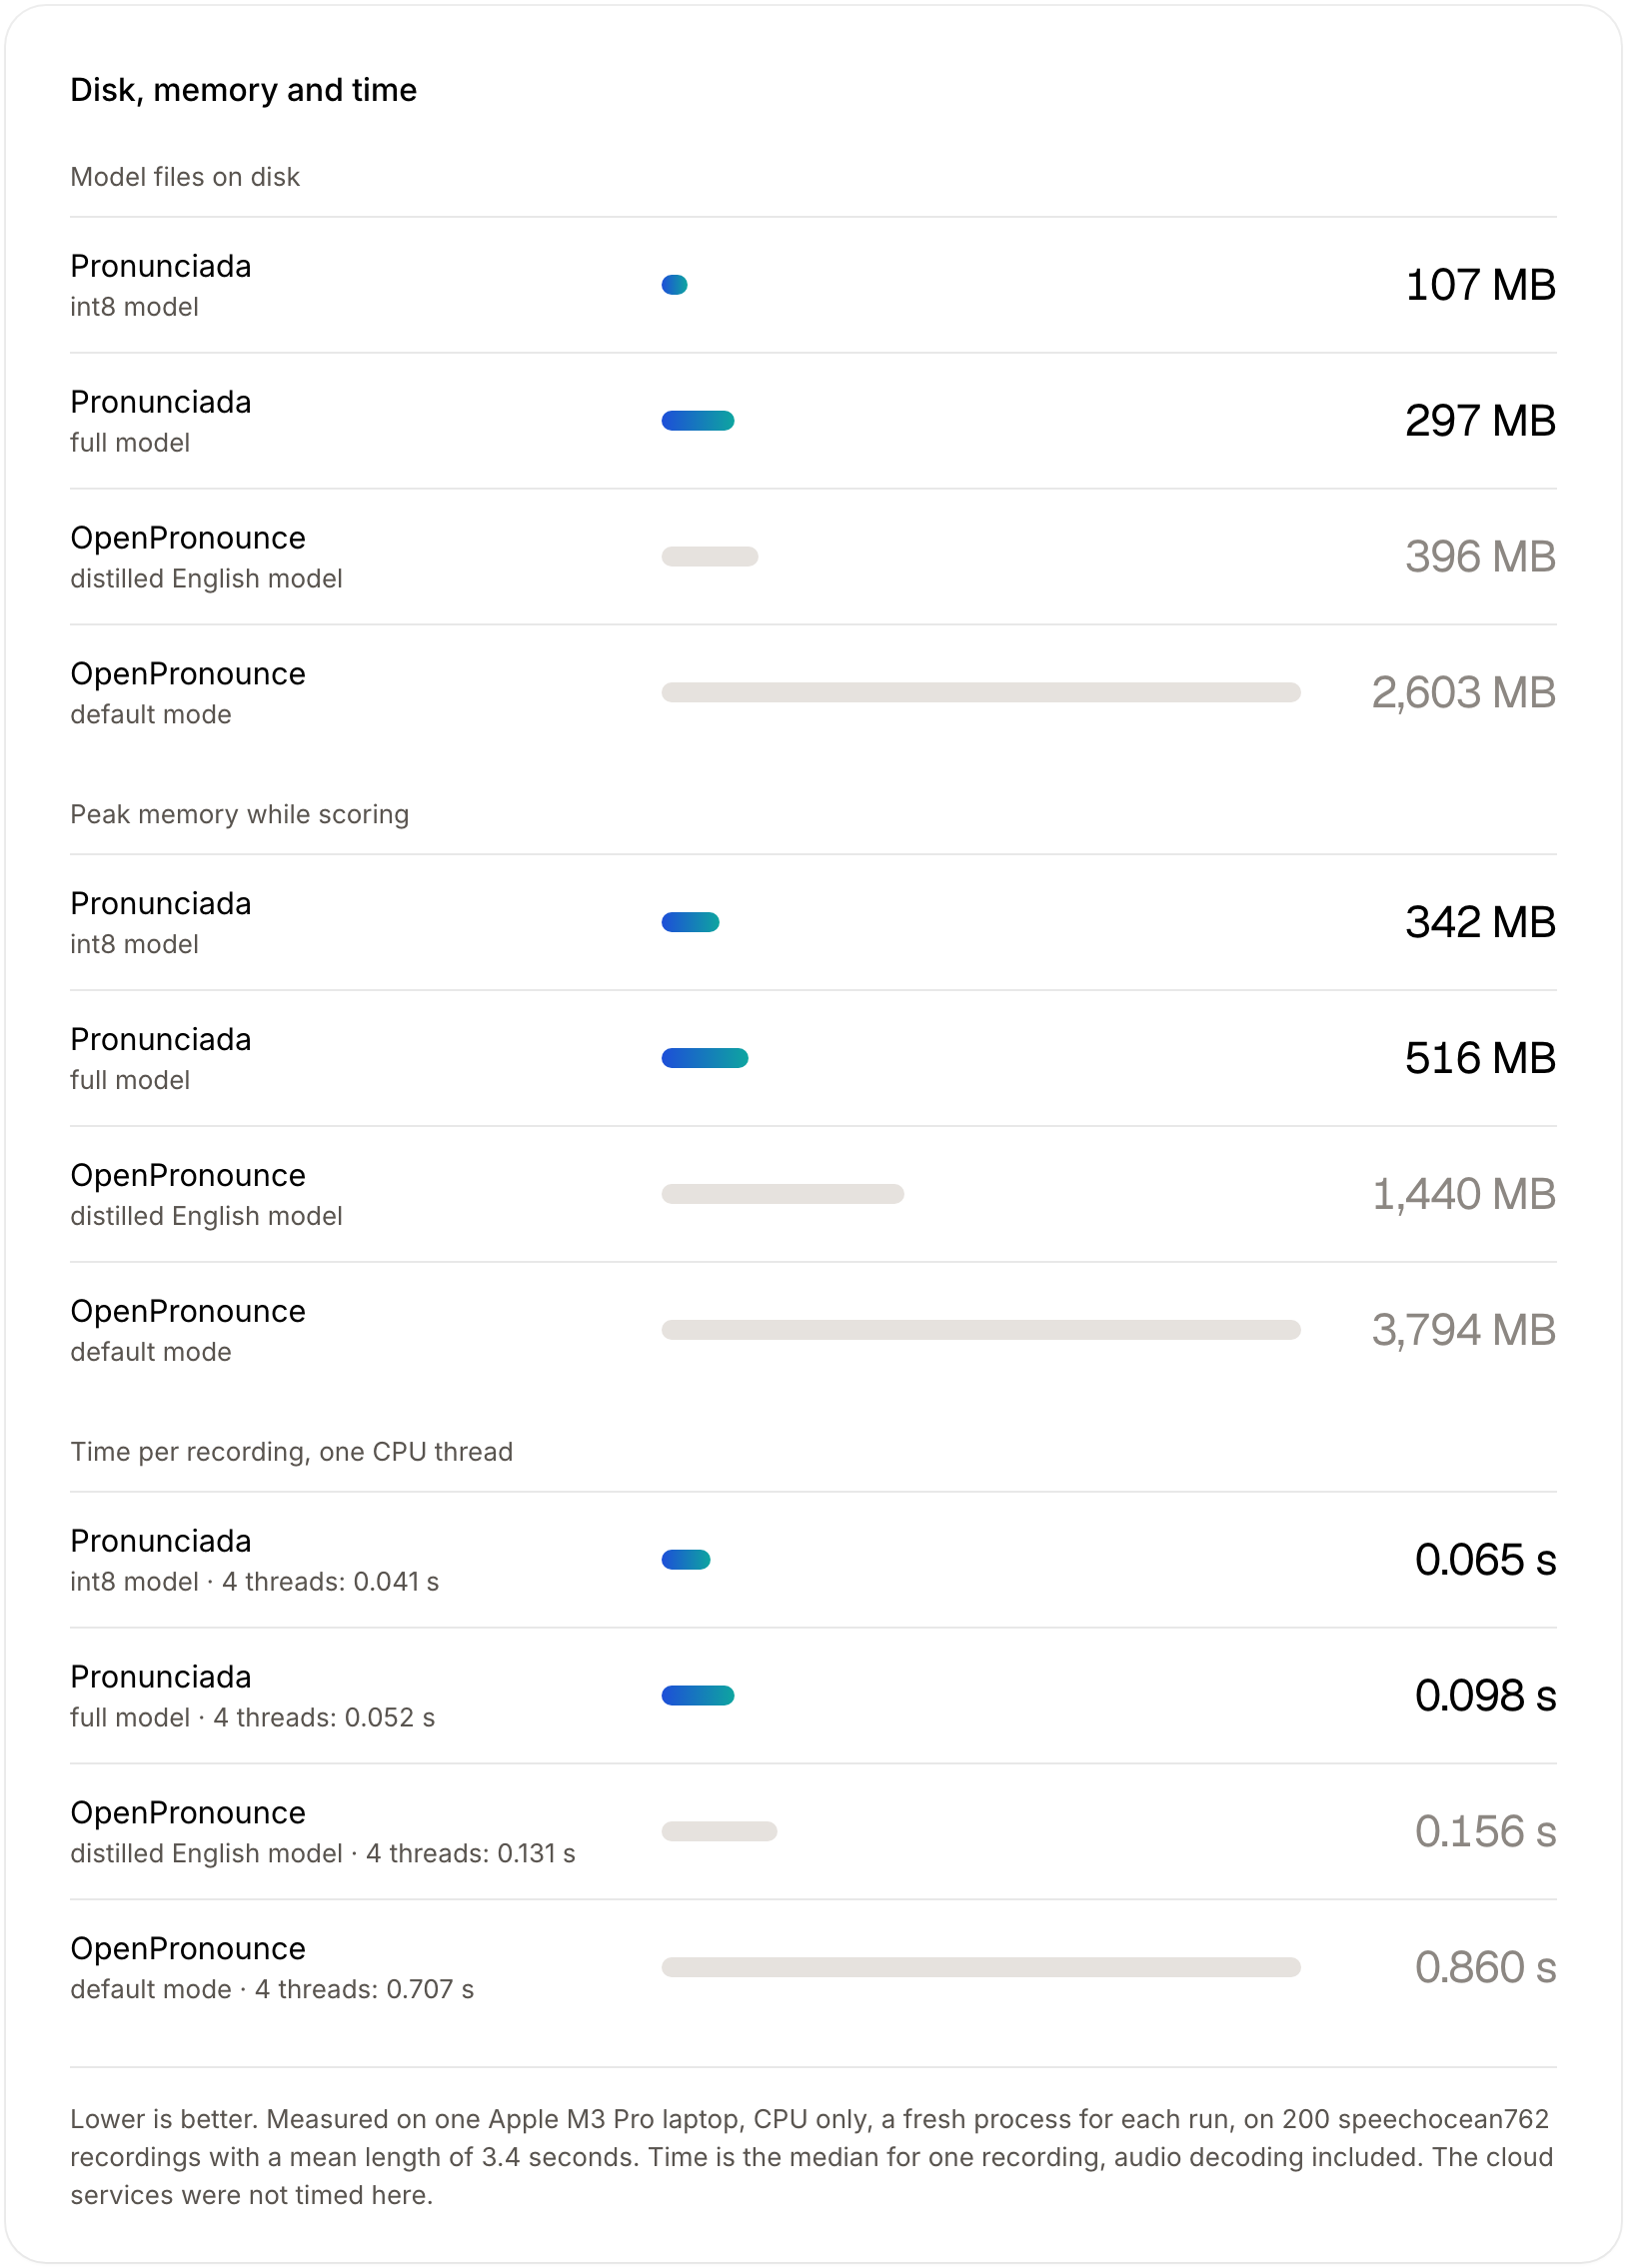 Disk, memory and time
Model files on disk
Pronunciada
int8 model
107 MB
Pronunciada
full model
297 MB
OpenPronounce
distilled English model
396 MB
OpenPronounce
default mode
2,603 MB
Peak memory while scoring
Pronunciada
int8 model
342 MB
Pronunciada
full model
516 MB
OpenPronounce
distilled English model
1,440 MB
OpenPronounce
default mode
3,794 MB
Time per recording, one CPU thread
Pronunciada
int8 model · 4 threads: 0.041 s
0.065 s
Pronunciada
full model · 4 threads: 0.052 s
0.098 s
OpenPronounce
distilled English model · 4 threads: 0.131 s
0.156 s
OpenPronounce
default mode · 4 threads: 0.707 s
0.860 s
Lower is better. Measured on one Apple M3 Pro laptop, CPU only, a fresh process for each run, on 200 speechocean762
recordings with a mean length of 3.4 seconds. Time is the median for one recording, audio decoding included. The cloud
services were not timed here.